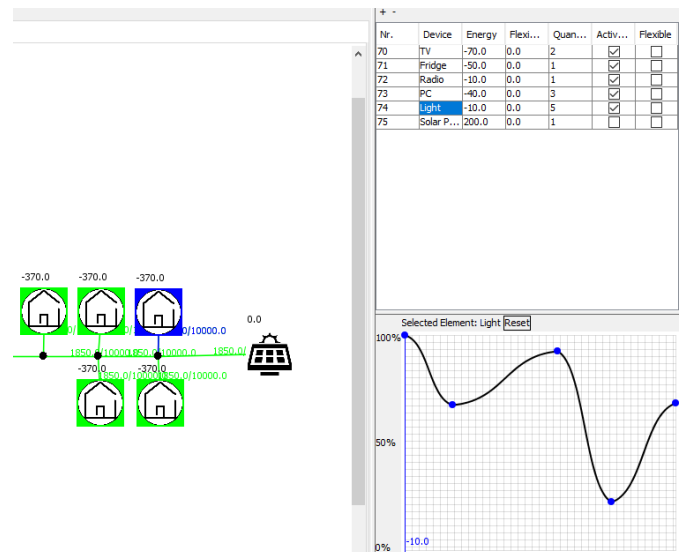 + -
Nr. Device Energy Flexi... Quan... Activ... Flexible
70 TV -70.0 0.0 2
71 Fridge -50.0 0.0 1
72 Radio -10.0 0.0 1
73 PC -40.0 0.0 3
74 Light -10.0 0.0 5
75 Solar P... 200.0 0.0 1
-370.0 -370.0 -370.0
0.0
0/10000.0
1850.0/10000.0 1850.0/10000.0 1850.0/
-370.0 -370.0
1850.0/10000.0 1850.0/10000.0
Selected Element: Light Reset
100%
50%
-10.0
0%